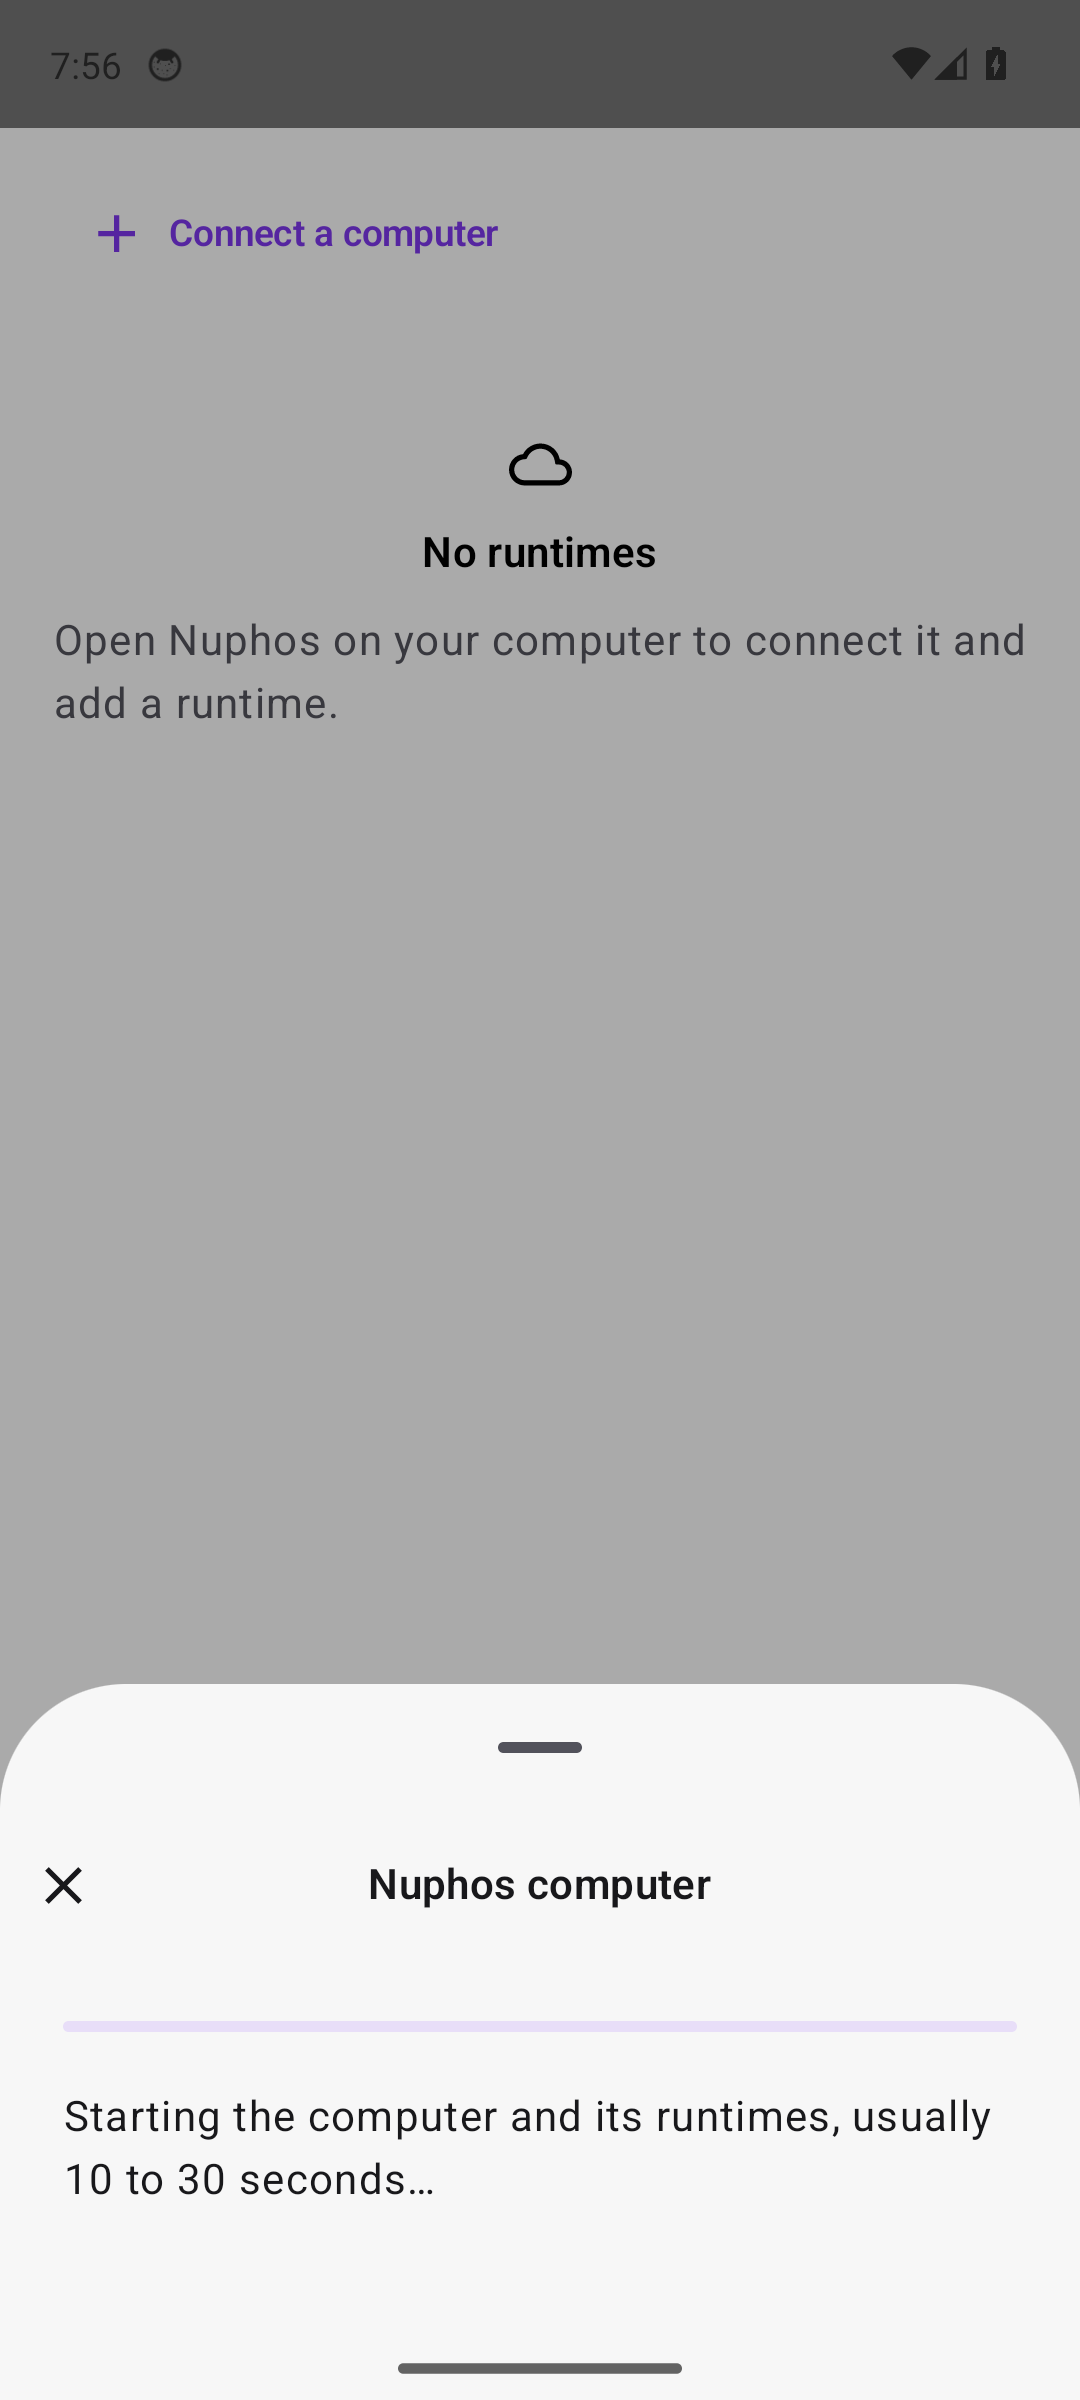 7:56
Connect a computer
No runtimes
Open Nuphos on your computer to connect it and
add a runtime.
Nuphos computer
Starting the computer and its runtimes, usually
10 to 30 seconds…